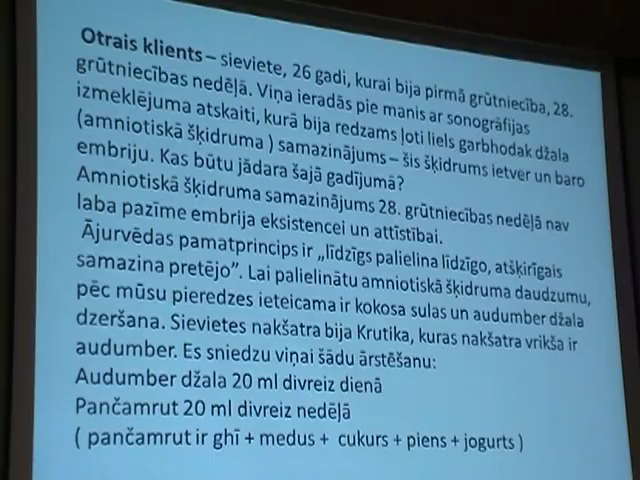 Otrais klients – sieviete, 26 gadi, kurai bija pirmā grūtniecība, 28.
grūtniecības nedēļā. Viņa ieradās pie manis ar sonogrāfijas
izmeklējuma atskaiti, kurā bija redzams ļoti liels garbhodak džala
(amniotiskā šķidruma ) samazinājums – šis šķidrums ietver un baro
embriju. Kas būtu jādara šajā gadījumā?
Amniotiskā šķidruma samazinājums 28. grūtniecības nedēļā nav
laba pazīme embrija eksistencei un attīstībai.
Ājurvēdas pamatprincips ir „līdzīgs palielina līdzīgo, atšķirīgais
samazina pretējo”. Lai palielinātu amniotiskā šķidruma daudzumu,
pēc mūsu pieredzes ieteicama ir kokosa sulas un audumber džala
dzeršana. Sievietes nakšatra bija Krutika, kuras nakšatra vrikša ir
audumber. Es sniedzu viņai šādu ārstēšanu:
Audumber džala 20 ml divreiz dienā
Pančamrut 20 ml divreiz nedēļā
( pančamrut ir ghī + medus + cukurs + piens + jogurts )